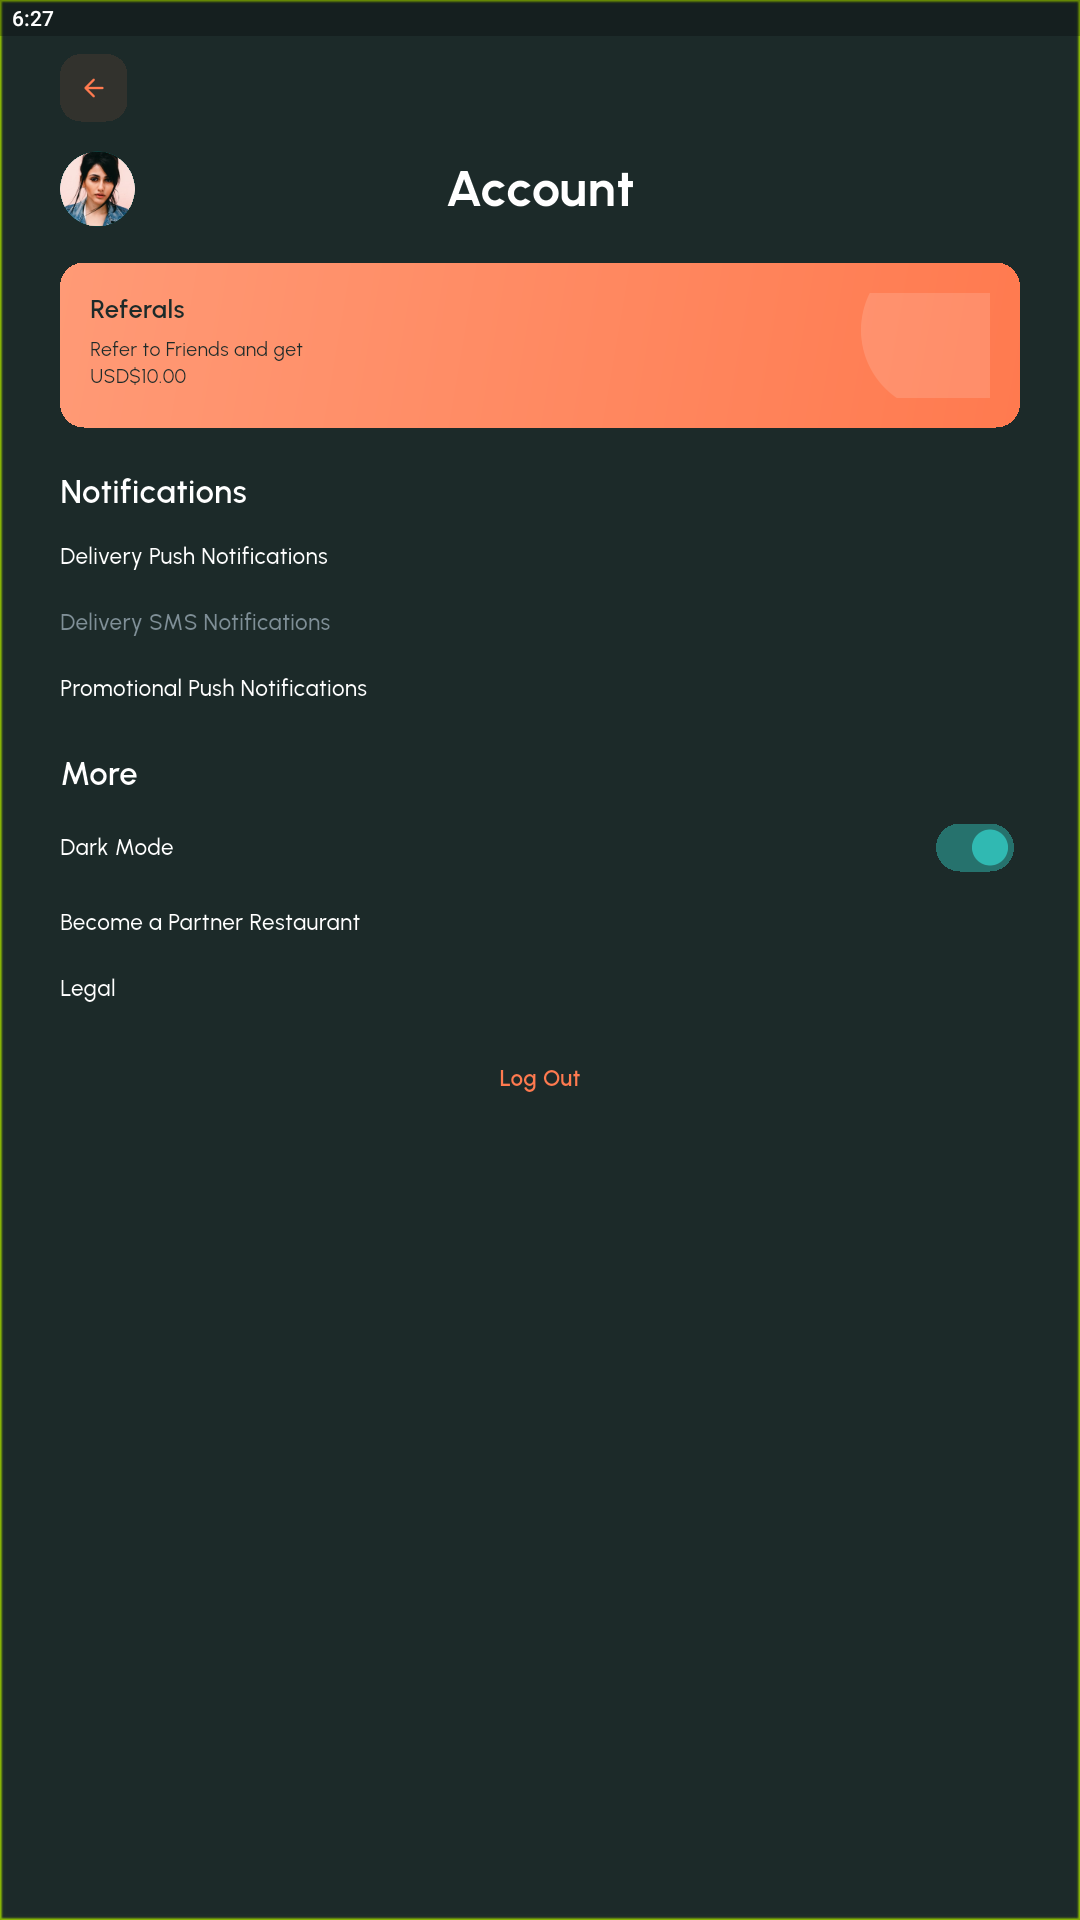 6:27
Account
Referals
Refer to Friends and get
USD$10.00
Notifications
Delivery Push Notifications
Delivery SMS Notifications
Promotional Push Notifications
More
Dark Mode
Become a Partner Restaurant
Legal
Log Out